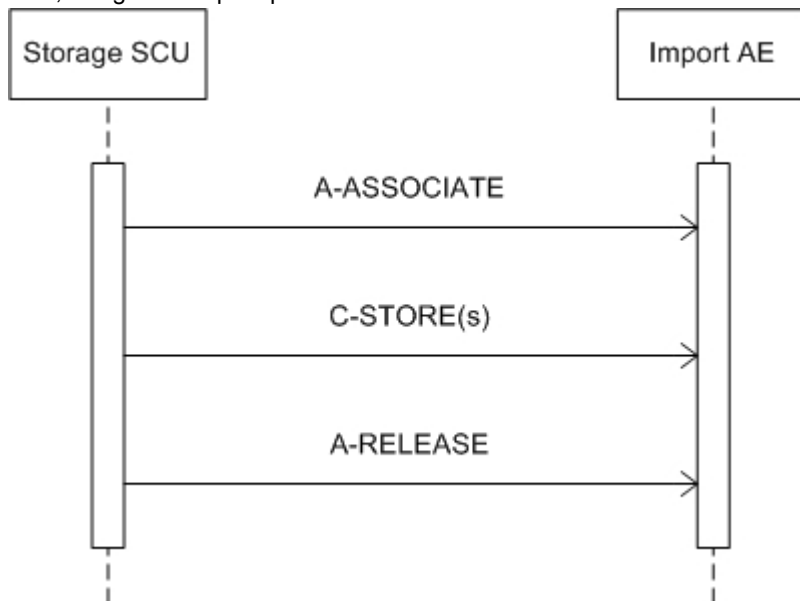 Storage SCU
Import AE
A-ASSOCIATE
C-STORE(s)
A-RELEASE